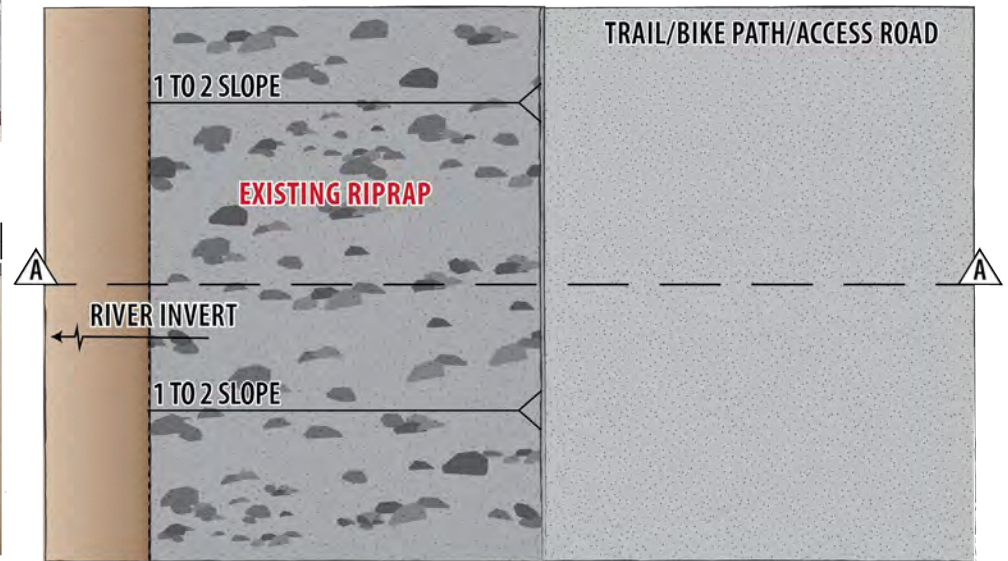 TRAIL/BIKE PATH/ACCESS ROAD
1 TO 2 SLOPE
EXISTING RIPRAP
A
A
RIVER INVERT
1 TO 2 SLOPE